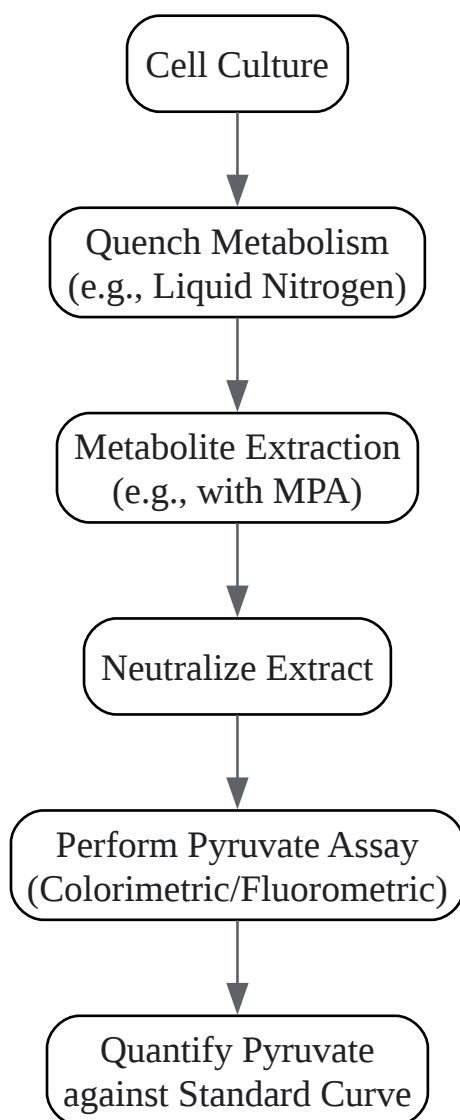 Cell Culture
Quench Metabolism
(e.g., Liquid Nitrogen)
Metabolite Extraction
(e.g., with MPA)
Neutralize Extract
Perform Pyruvate Assay
(Colorimetric/Fluorometric)
Quantify Pyruvate
against Standard Curve